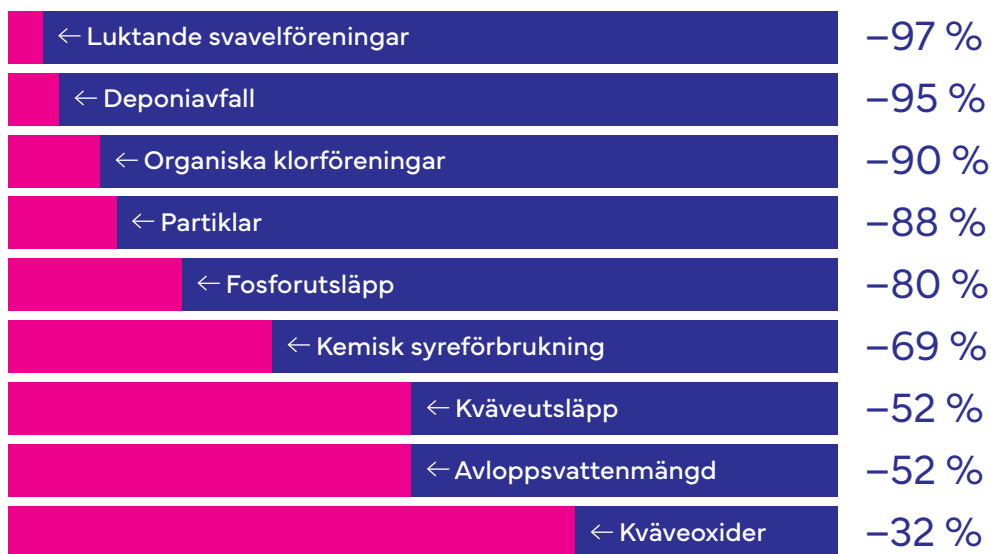 ← Luktande svavelföreningar –97 %
← Deponiavfall –95 %
← Organiska klorföreningar –90 %
← Partiklar –88 %
← Fosforutsläpp –80 %
← Kemisk syreförbrukning –69 %
← Kväveutsläpp –52 %
← Avloppsvattenmängd –52 %
← Kväveoxider –32 %